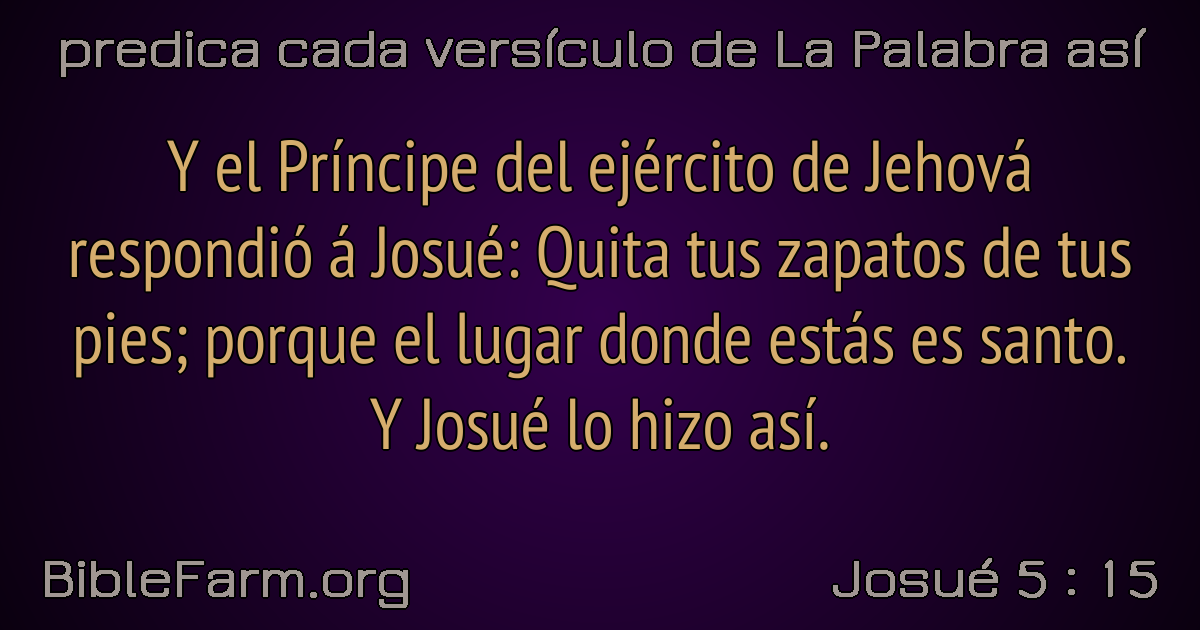 predica cada versículo de La Palabra así
Y el Príncipe del ejército de Jehová
respondió á Josué: Quita tus zapatos de tus
pies; porque el lugar donde estás es santo.
Y Josué lo hizo así.
BibleFarm.org
Josué 5 : 15